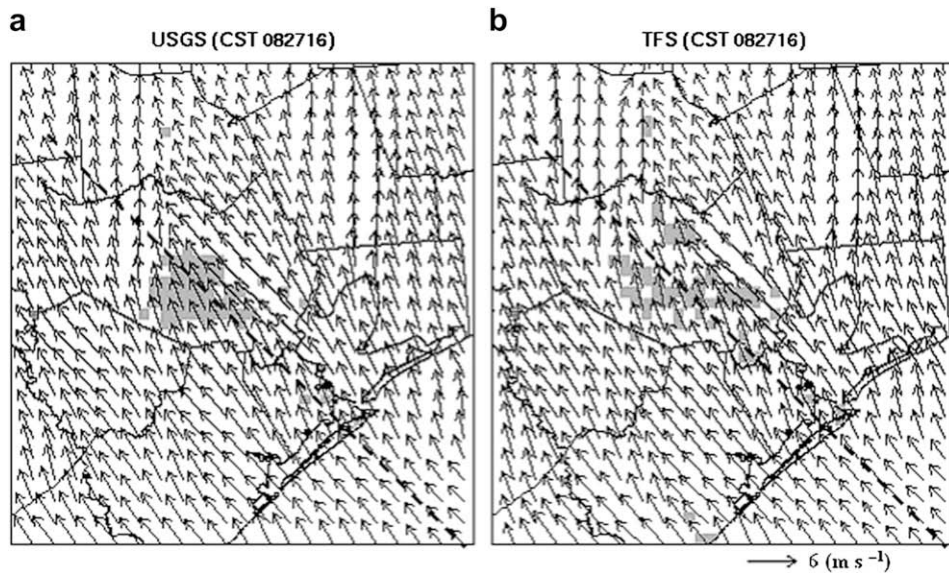 a
b
USGS (CST 082716)
TFS (CST 082716)
6 (m s⁻¹)